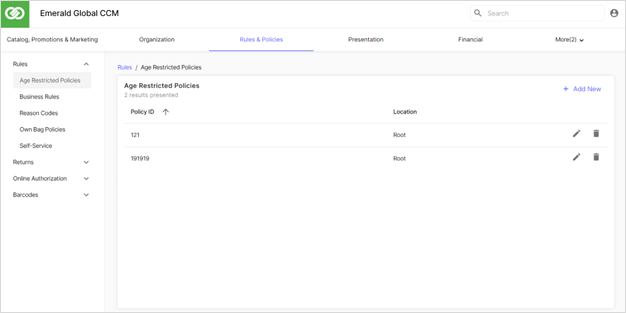 Emerald Global CCM
Search
Catalog, Promotions & Marketing
Organization
Rules & Policies
Presentation
Financial
More(2)
Rules
Age Restricted Policies
Business Rules
Reason Codes
Own Bag Policies
Self-Service
Returns
Online Authorization
Barcodes
Rules / Age Restricted Policies
Age Restricted Policies
2 results presented
+ Add New
Policy ID Location
121 Root
191919 Root